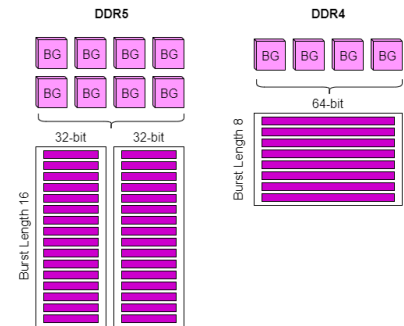 DDR5
BG BG BG BG
BG BG BG BG
32-bit 32-bit
Burst Length 16
DDR4
BG BG BG BG
64-bit
Burst Length 8